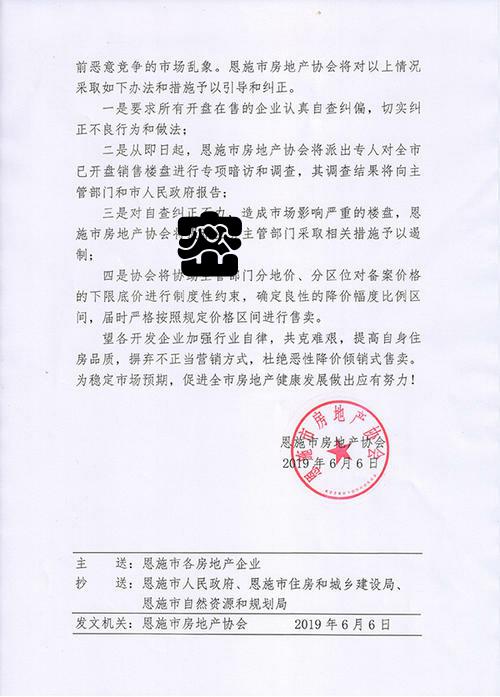 前恶意竞争的市场乱象。恩施市房地产协会将对以上情况
采取如下办法和措施予以引导和纠正。
一是要求所有开盘在售的企业认真自查纠偏，切实纠
正不良行为和做法；
二是从即日起，恩施市房地产协会将派出专人对全市
已开盘销售楼盘进行专项暗访和调查，其调查结果将向主
管部门和市人民政府报告；
三是对自查纠正不力，造成市场影响严重的楼盘，恩
施市房地产协会将 主管部门采取相关措施予以遏
制；
四是协会将协助主管部门分地价、分区位对备案价格
的下限底价进行制度性约束，确定良性的降价幅度比例区
间，届时严格按照规定价格区间进行售卖。
望各开发企业加强行业自律，共克难艰，提高自身住
房品质，摒弃不正当营销方式，杜绝恶性降价倾销式售卖。
为稳定市场预期，促进全市房地产健康发展做出应有努力！
恩施市房地产协会
恩施市房地产协会
2019年6月6日
主 送：恩施市各房地产企业
抄 送：恩施市人民政府、恩施市住房和城乡建设局、
恩施市自然资源和规划局
发文机关：恩施市房地产协会 2019年6月6日